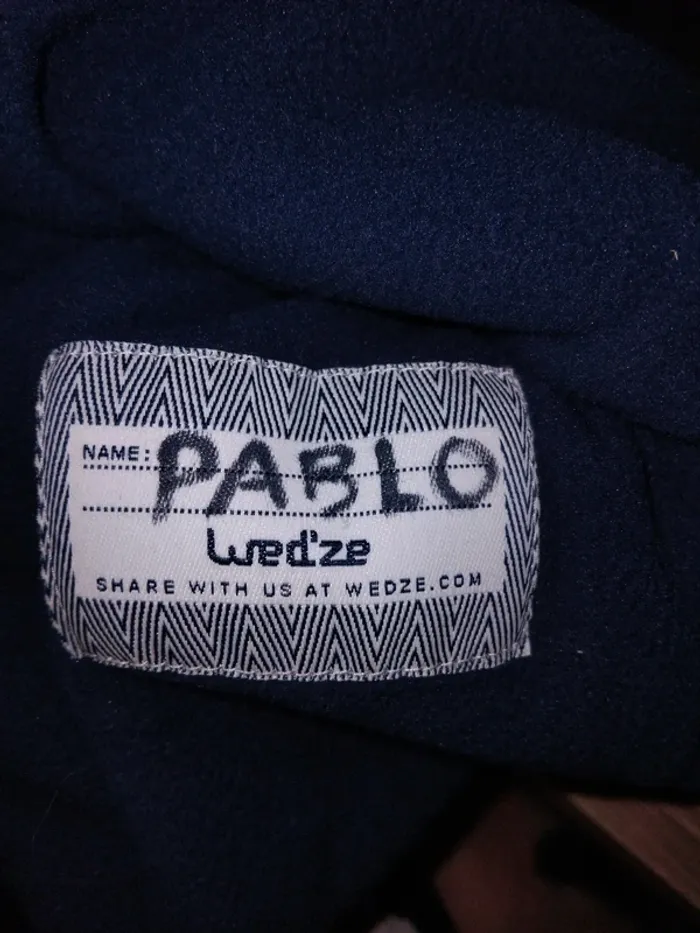 NAME: PABLO
Wed'ze
SHARE WITH US AT WEDZE.COM